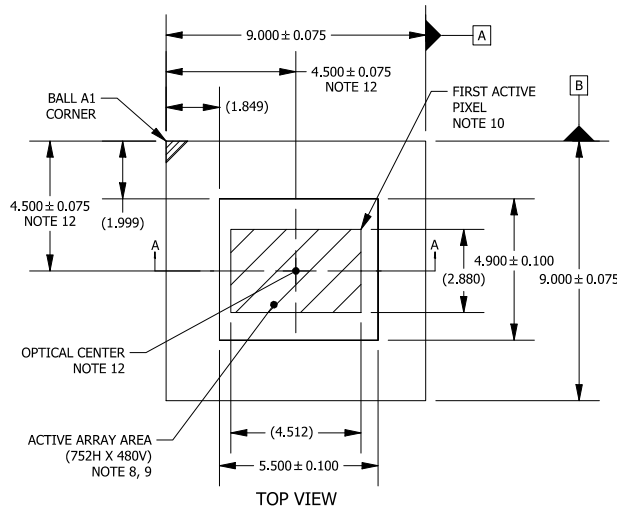 9.000 ± 0.075
A
4.500 ± 0.075
NOTE 12
BALL A1
CORNER
(1.849)
FIRST ACTIVE
PIXEL
NOTE 10
B
4.500 ± 0.075
NOTE 12
(1.999)
A
A
4.900 ± 0.100
(2.880)
9.000 ± 0.075
OPTICAL CENTER
NOTE 12
ACTIVE ARRAY AREA
(752H X 480V)
NOTE 8, 9
(4.512)
5.500 ± 0.100
TOP VIEW